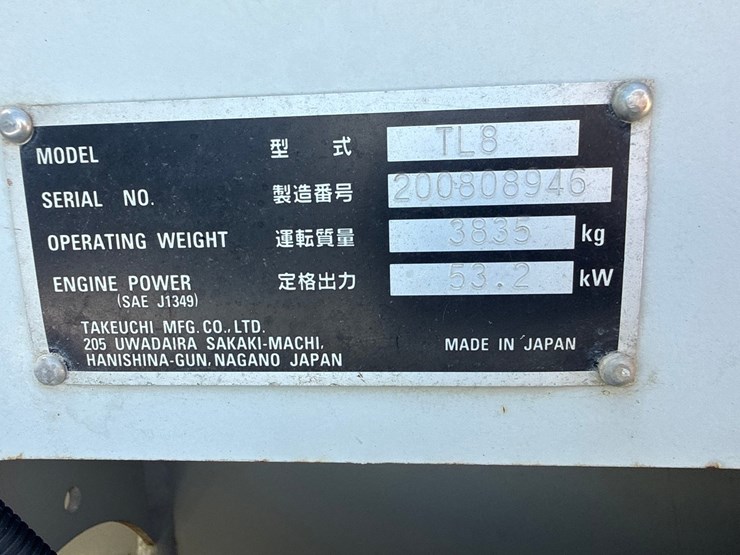 MODEL 型式 TL8
SERIAL NO. 製造番号 200808946
OPERATING WEIGHT 運転質量 3835 kg
ENGINE POWER 定格出力 53.2 kW
(SAE J1349)
TAKEUCHI MFG. CO., LTD.
205 UWADAIRA SAKAKI-MACHI,
HANISHINA-GUN, NAGANO JAPAN
MADE IN JAPAN